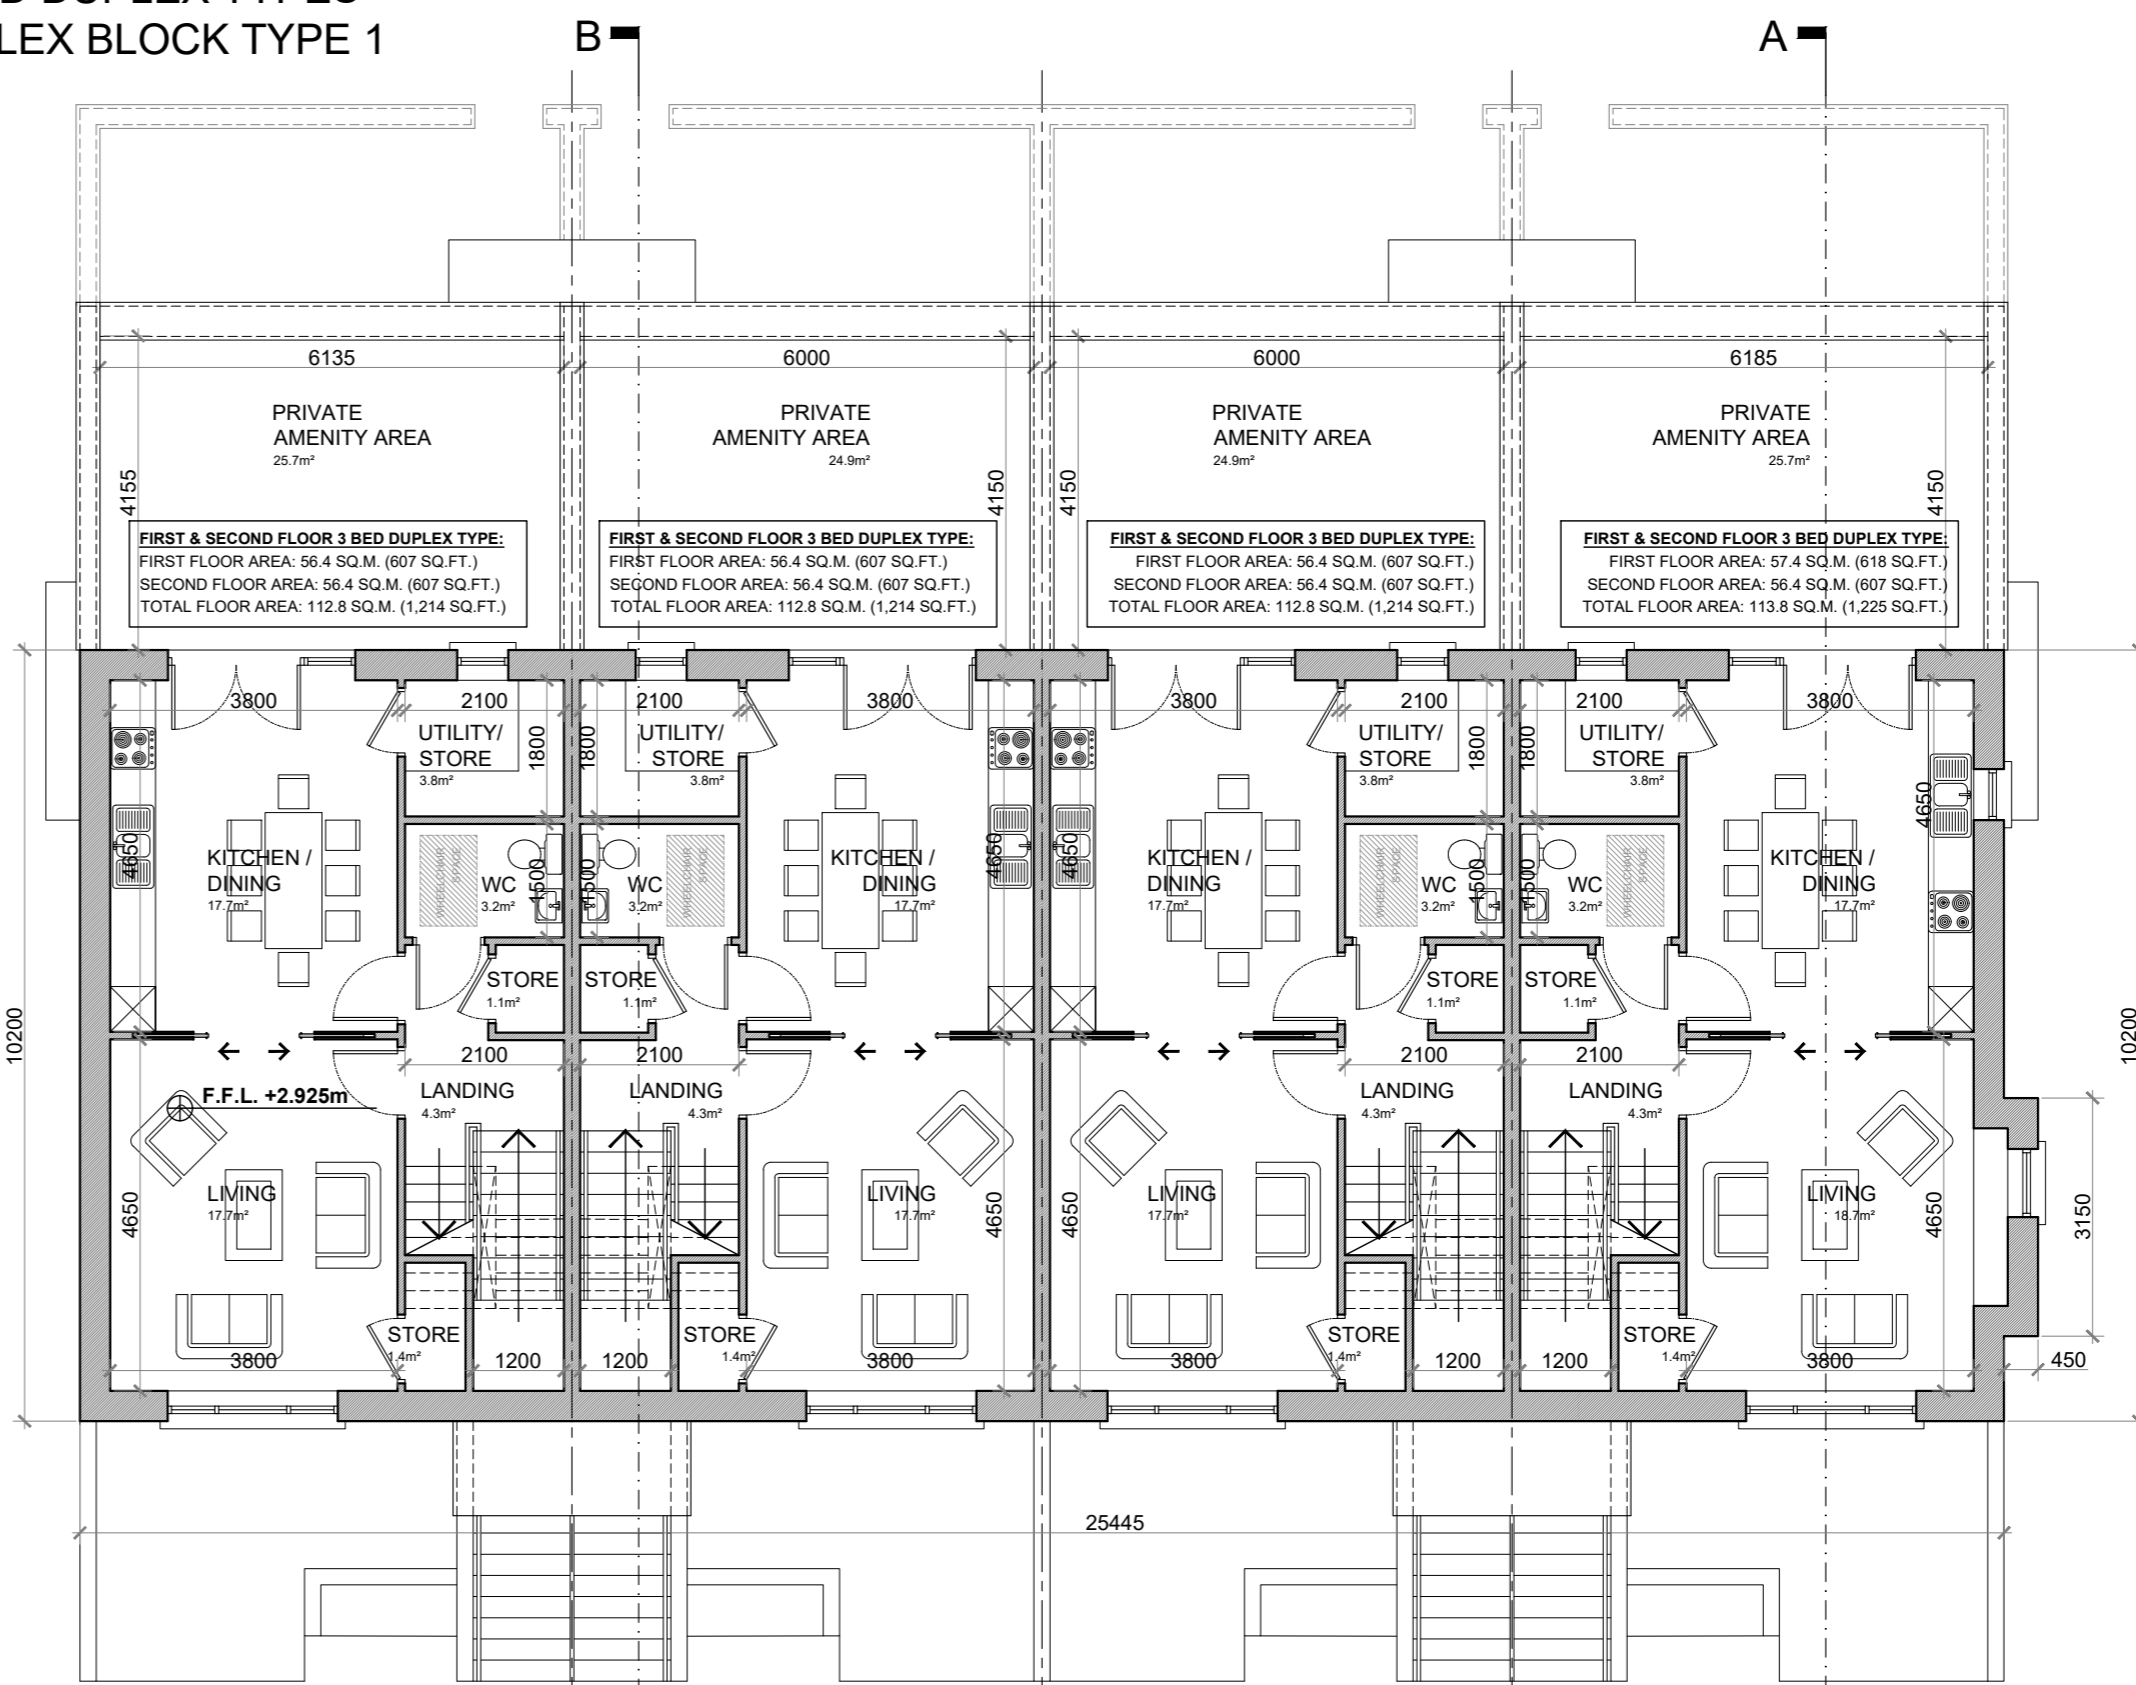 LEX BLOCK TYPE 1
B
A
6135
6000
6000
6185
PRIVATE
AMENITY AREA
25.7m²
PRIVATE
AMENITY AREA
24.9m²
PRIVATE
AMENITY AREA
24.9m²
PRIVATE
AMENITY AREA
25.7m²
4155
4150
4150
4150
FIRST & SECOND FLOOR 3 BED DUPLEX TYPE:
FIRST FLOOR AREA: 56.4 SQ.M. (607 SQ.FT.)
SECOND FLOOR AREA: 56.4 SQ.M. (607 SQ.FT.)
TOTAL FLOOR AREA: 112.8 SQ.M. (1,214 SQ.FT.)
FIRST & SECOND FLOOR 3 BED DUPLEX TYPE:
FIRST FLOOR AREA: 56.4 SQ.M. (607 SQ.FT.)
SECOND FLOOR AREA: 56.4 SQ.M. (607 SQ.FT.)
TOTAL FLOOR AREA: 112.8 SQ.M. (1,214 SQ.FT.)
FIRST & SECOND FLOOR 3 BED DUPLEX TYPE:
FIRST FLOOR AREA: 56.4 SQ.M. (607 SQ.FT.)
SECOND FLOOR AREA: 56.4 SQ.M. (607 SQ.FT.)
TOTAL FLOOR AREA: 112.8 SQ.M. (1,214 SQ.FT.)
FIRST & SECOND FLOOR 3 BED DUPLEX TYPE:
FIRST FLOOR AREA: 57.4 SQ.M. (618 SQ.FT.)
SECOND FLOOR AREA: 56.4 SQ.M. (607 SQ.FT.)
TOTAL FLOOR AREA: 113.8 SQ.M. (1,225 SQ.FT.)
3800
2100
2100
3800
3800
2100
2100
3800
UTILITY/
STORE
3.8m²
1800
1800
UTILITY/
STORE
3.8m²
UTILITY/
STORE
3.8m²
1800
1800
UTILITY/
STORE
3.8m²
4650
KITCHEN /
DINING
17.7m²
WHEELCHAIR
SPACE
WC
3.2m²
1500
1500
WC
3.2m²
WHEELCHAIR
SPACE
KITCHEN /
DINING
17.7m²
4650
4650
KITCHEN /
DINING
17.7m²
WHEELCHAIR
SPACE
WC
3.2m²
1500
1500
WC
3.2m²
WHEELCHAIR
SPACE
KITCHEN /
DINING
17.7m²
4650
STORE
1.1m²
STORE
1.1m²
STORE
1.1m²
STORE
1.1m²
10200
10200
2100
2100
2100
2100
F.F.L. +2.925m
LANDING
4.3m²
LANDING
4.3m²
LANDING
4.3m²
LANDING
4.3m²
4650
LIVING
17.7m²
LIVING
17.7m²
4650
4650
LIVING
17.7m²
LIVING
18.7m²
4650
3150
STORE
1.4m²
STORE
1.4m²
STORE
1.4m²
STORE
1.4m²
3800
1200
1200
3800
3800
1200
1200
3800
450
25445